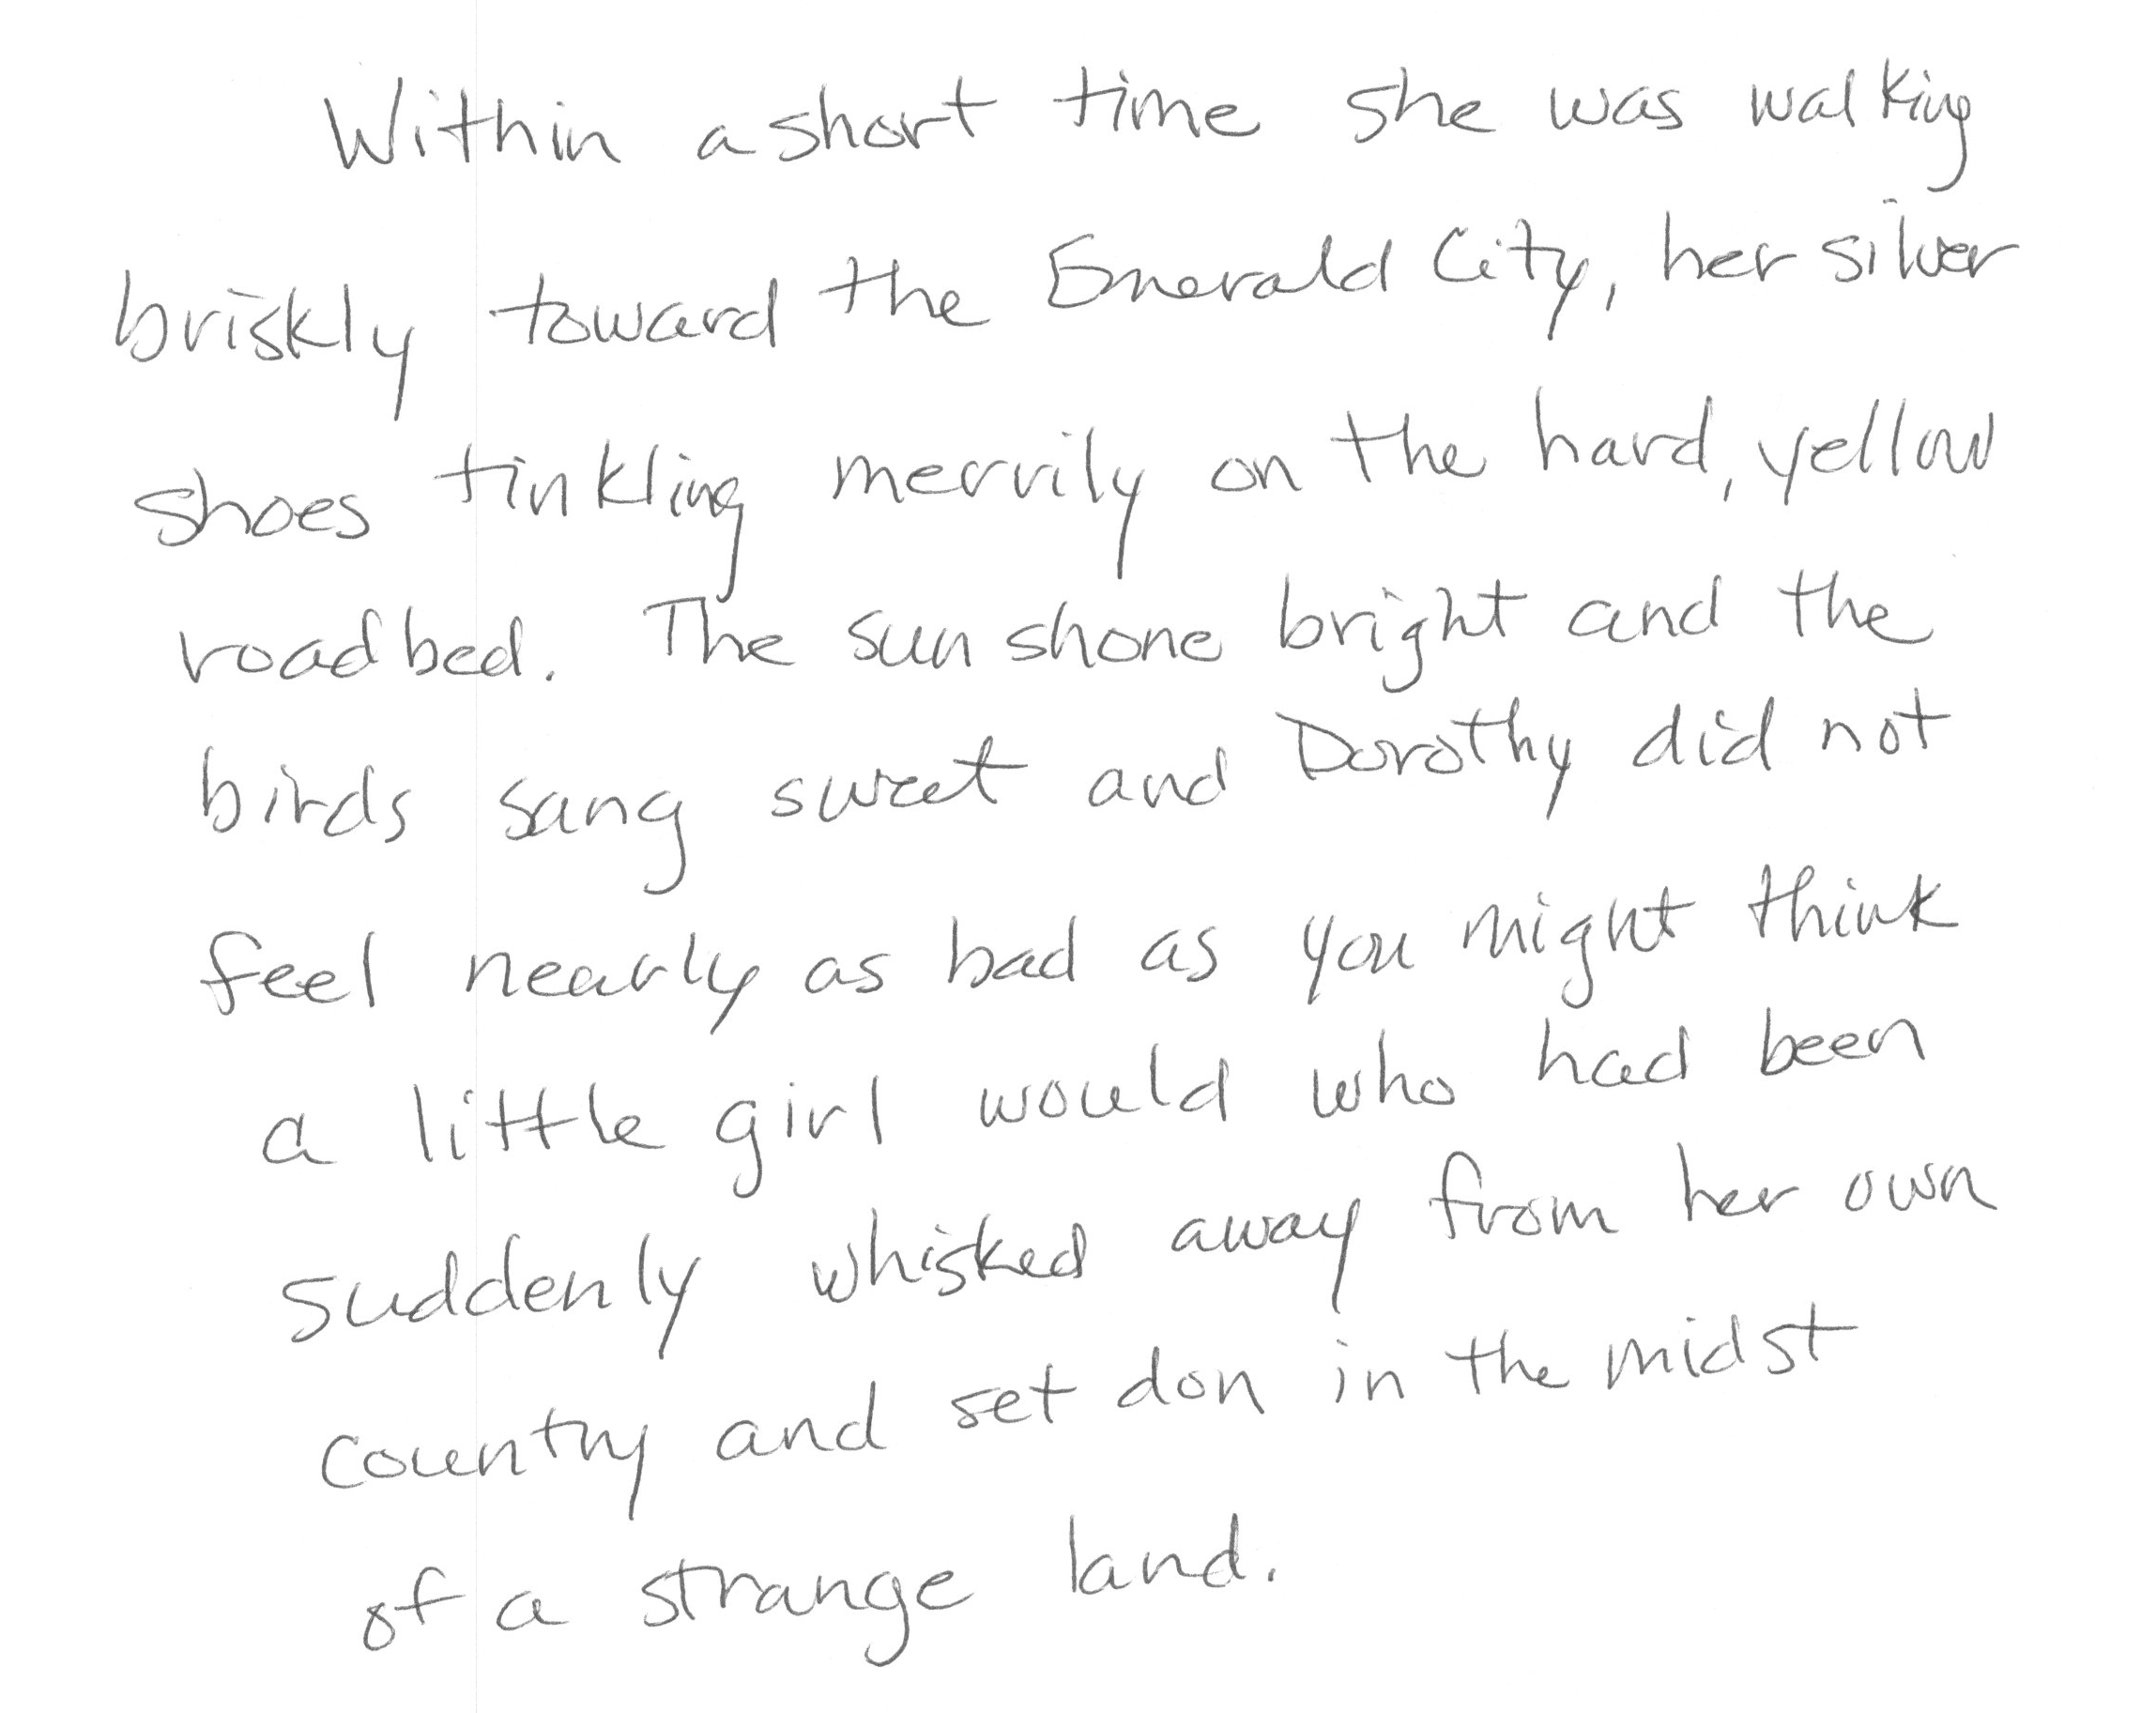 Within a short time she was walking
briskly toward the Emerald City, her silver
shoes tinkling merrily on the hard, yellow
roadbed. The sun shone bright and the
birds sang sweet and Dorothy did not
feel nearly as bad as you might think
a little girl would who had been
suddenly whisked away from her own
country and set don in the midst
of a strange land.